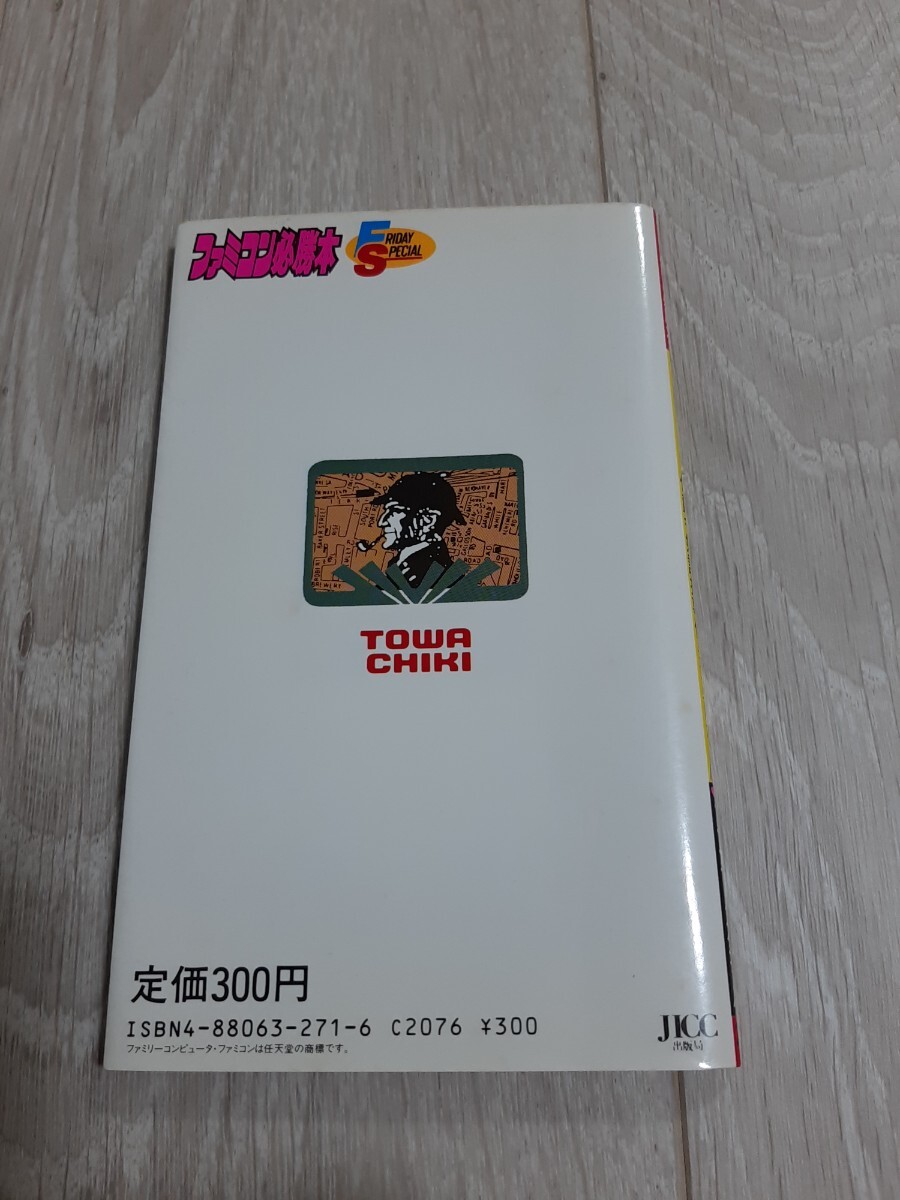 ファミコン必勝本
FRIDAY
SPECIAL
TOWA
CHIKI
定価300円
ISBN4-88063-271-6 C2076 ¥300
ファミリーコンピュータ・ファミコンは任天堂の商標です。
JICC
出版局